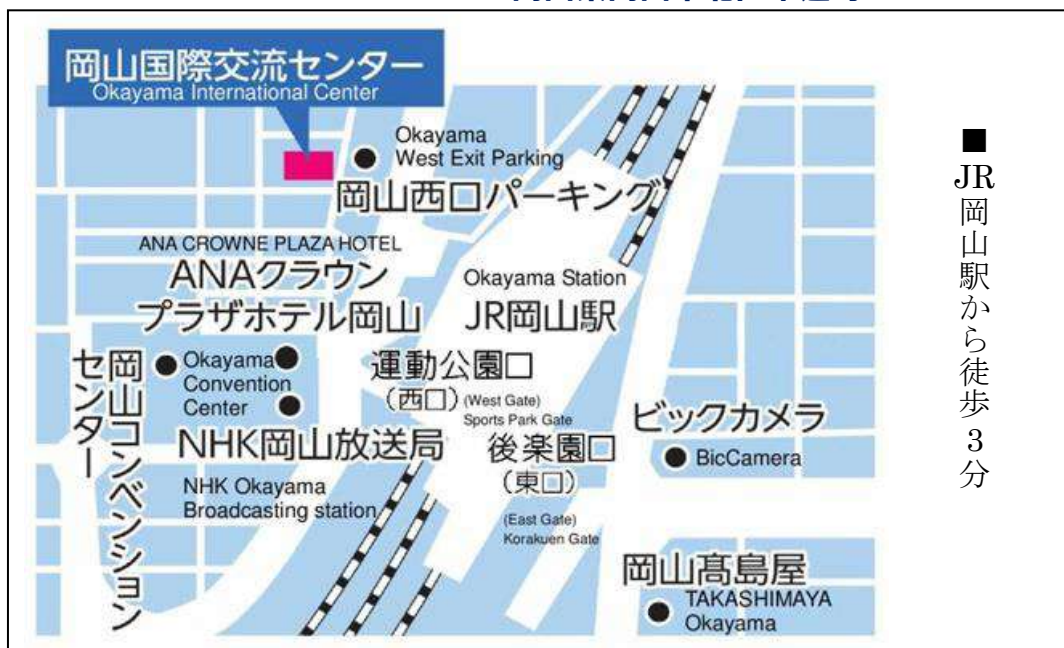 岡山国際交流センター
Okayama International Center
Okayama
West Exit Parking
岡山西口パーキング
ANA CROWNE PLAZA HOTEL
ANAクラウン
プラザホテル岡山
Okayama Station
JR岡山駅
岡山コンベンション
センター
Okayama
Convention
Center
運動公園口
(西口)
(West Gate)
Sports Park Gate
NHK岡山放送局
NHK Okayama
Broadcasting station
後楽園口
(東口)
(East Gate)
Korakuen Gate
ビックカメラ
BicCamera
岡山髙島屋
TAKASHIMAYA
Okayama
■JR岡山駅から徒歩3分